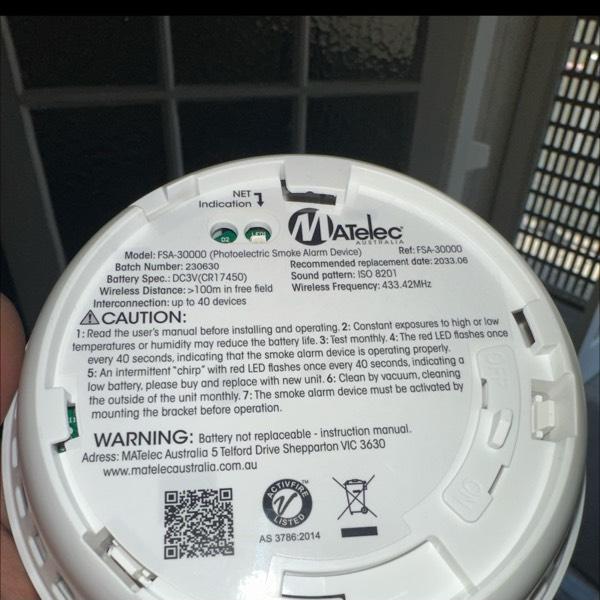 NET
Indication
D2
LED1
MATelec
AUSTRALIA
Model: FSA-30000 (Photoelectric Smoke Alarm Device) Ref: FSA-30000
Batch Number: 230630 Recommended replacement date: 2033.06
Battery Spec.: DC3V(CR17450) Sound pattern: ISO 8201
Wireless Distance: >100m in free field Wireless Frequency: 433.42MHz
Interconnection: up to 40 devices
CAUTION:
1: Read the user's manual before installing and operating. 2: Constant exposures to high or low
temperatures or humidity may reduce the battery life. 3: Test monthly. 4: The red LED flashes once
every 40 seconds, indicating that the smoke alarm device is operating properly.
5: An intermittent "chirp" with red LED flashes once every 40 seconds, indicating a
low battery, please buy and replace with new unit. 6: Clean by vacuum, cleaning
the outside of the unit monthly. 7: The smoke alarm device must be activated by
mounting the bracket before operation.
WARNING: Battery not replaceable - instruction manual.
Adress: MATelec Australia 5 Telford Drive Shepparton VIC 3630
www.matelecaustralia.com.au
ACTIVFIRE
LISTED
TM
AS 3786:2014
OFF
ON